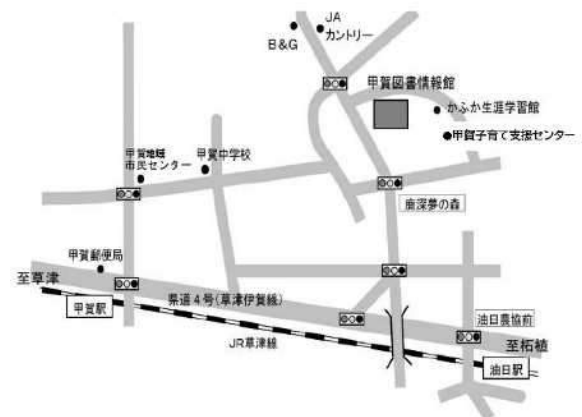 JA
カントリー
B&G
甲賀図書情報館
かふか生涯学習館
甲賀子育て支援センター
甲賀地域
市民センター
甲賀中学校
鹿深夢の森
甲賀郵便局
至草津
甲賀駅
県道4号(草津伊賀線)
JR草津線
油日農協前
至柘植
油日駅